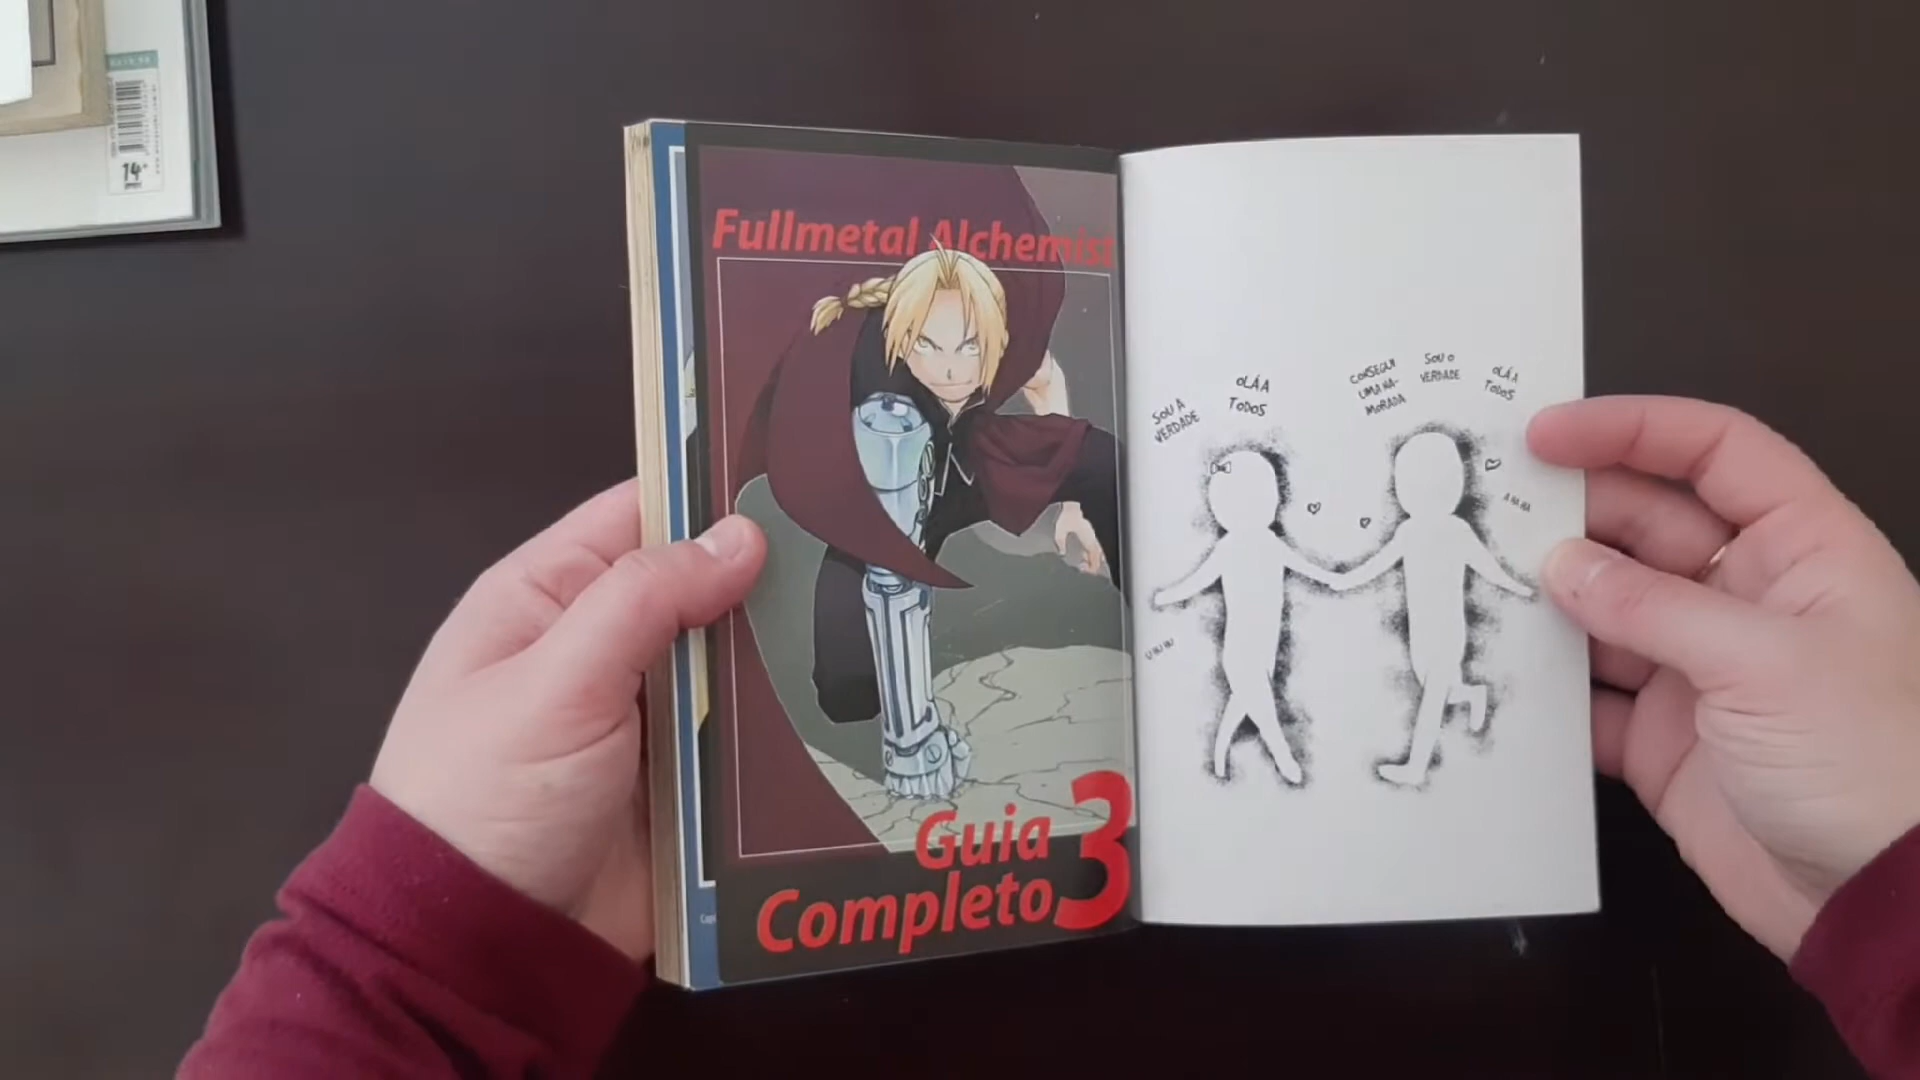 Fullmetal Alchemist
Guia
Completo 3
SOU A
VERDADE
OLÁ A
TODOS
CONSEGUI
UMA NA-
MORADA
SOU O
VERDADE
OLÁ A
TODOS
A HA HA
14